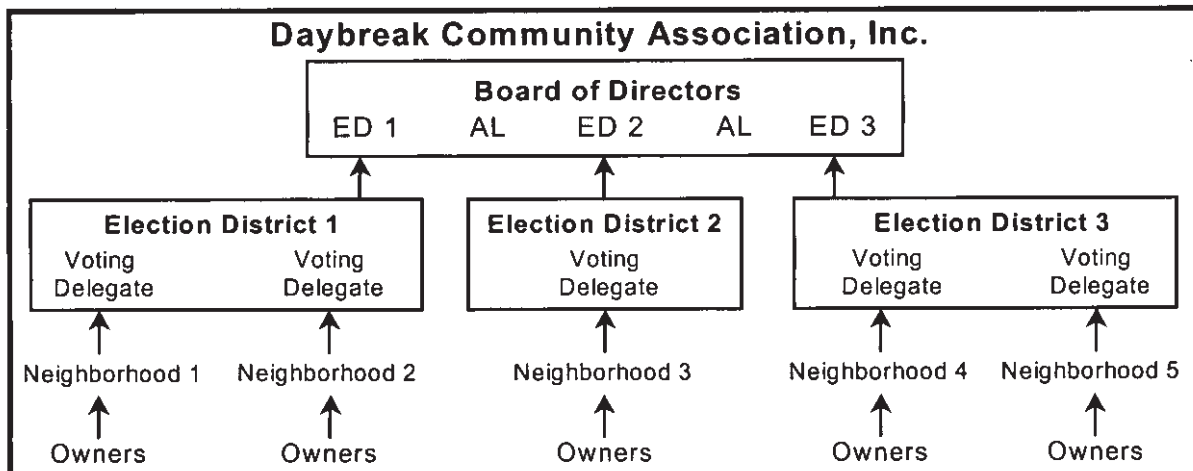 Daybreak Community Association, Inc.
Board of Directors
ED 1 AL ED 2 AL ED 3
Election District 1
Voting Delegate
Voting Delegate
Election District 2
Voting Delegate
Election District 3
Voting Delegate
Voting Delegate
Neighborhood 1 Neighborhood 2 Neighborhood 3 Neighborhood 4 Neighborhood 5
Owners Owners Owners Owners Owners